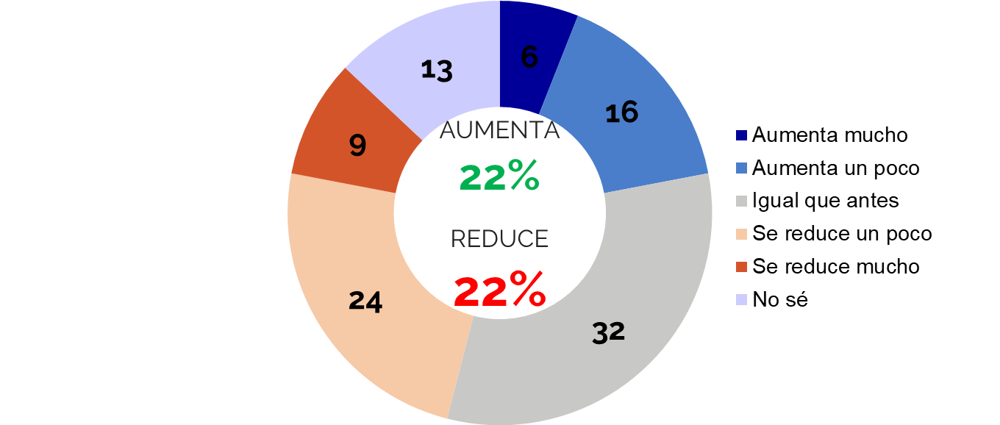 6
13
16
9
AUMENTA
22%
REDUCE
22%
24
32
Aumenta mucho
Aumenta un poco
Igual que antes
Se reduce un poco
Se reduce mucho
No sé